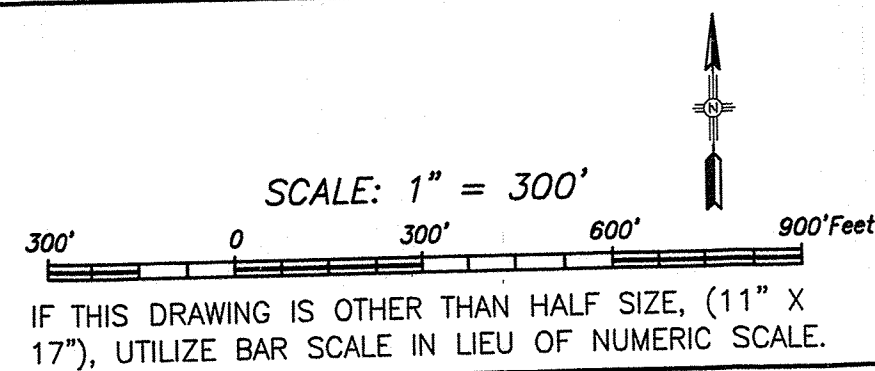 N
SCALE: 1" = 300'
300' 0 300' 600' 900'Feet
IF THIS DRAWING IS OTHER THAN HALF SIZE, (11" X
17"), UTILIZE BAR SCALE IN LIEU OF NUMERIC SCALE.